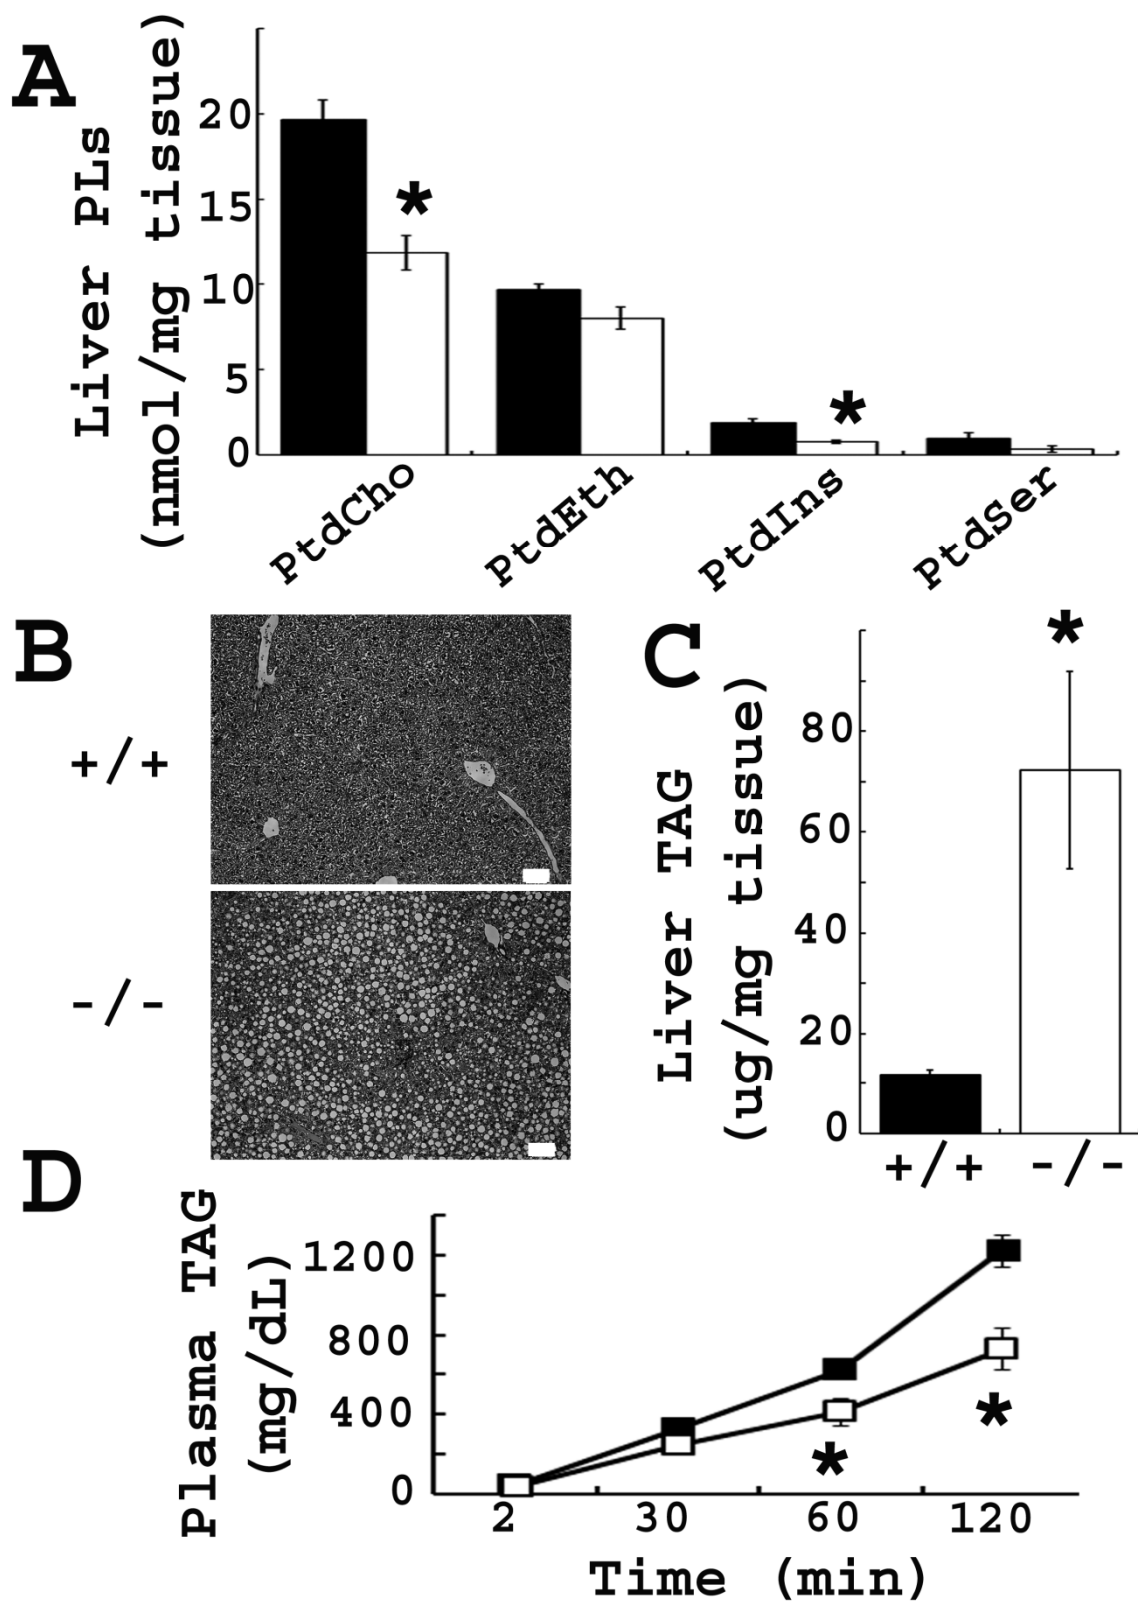 A
Liver PLs
(nmol/mg tissue)
20
15
10
5
0
*
*
PtdCho
PtdEth
PtdIns
PtdSer
B
+/+
-/-
C
Liver TAG
(ug/mg tissue)
80
60
40
20
0
*
+/+
-/-
D
Plasma TAG
(mg/dL)
1200
800
400
0
*
*
2
30
60
120
Time (min)